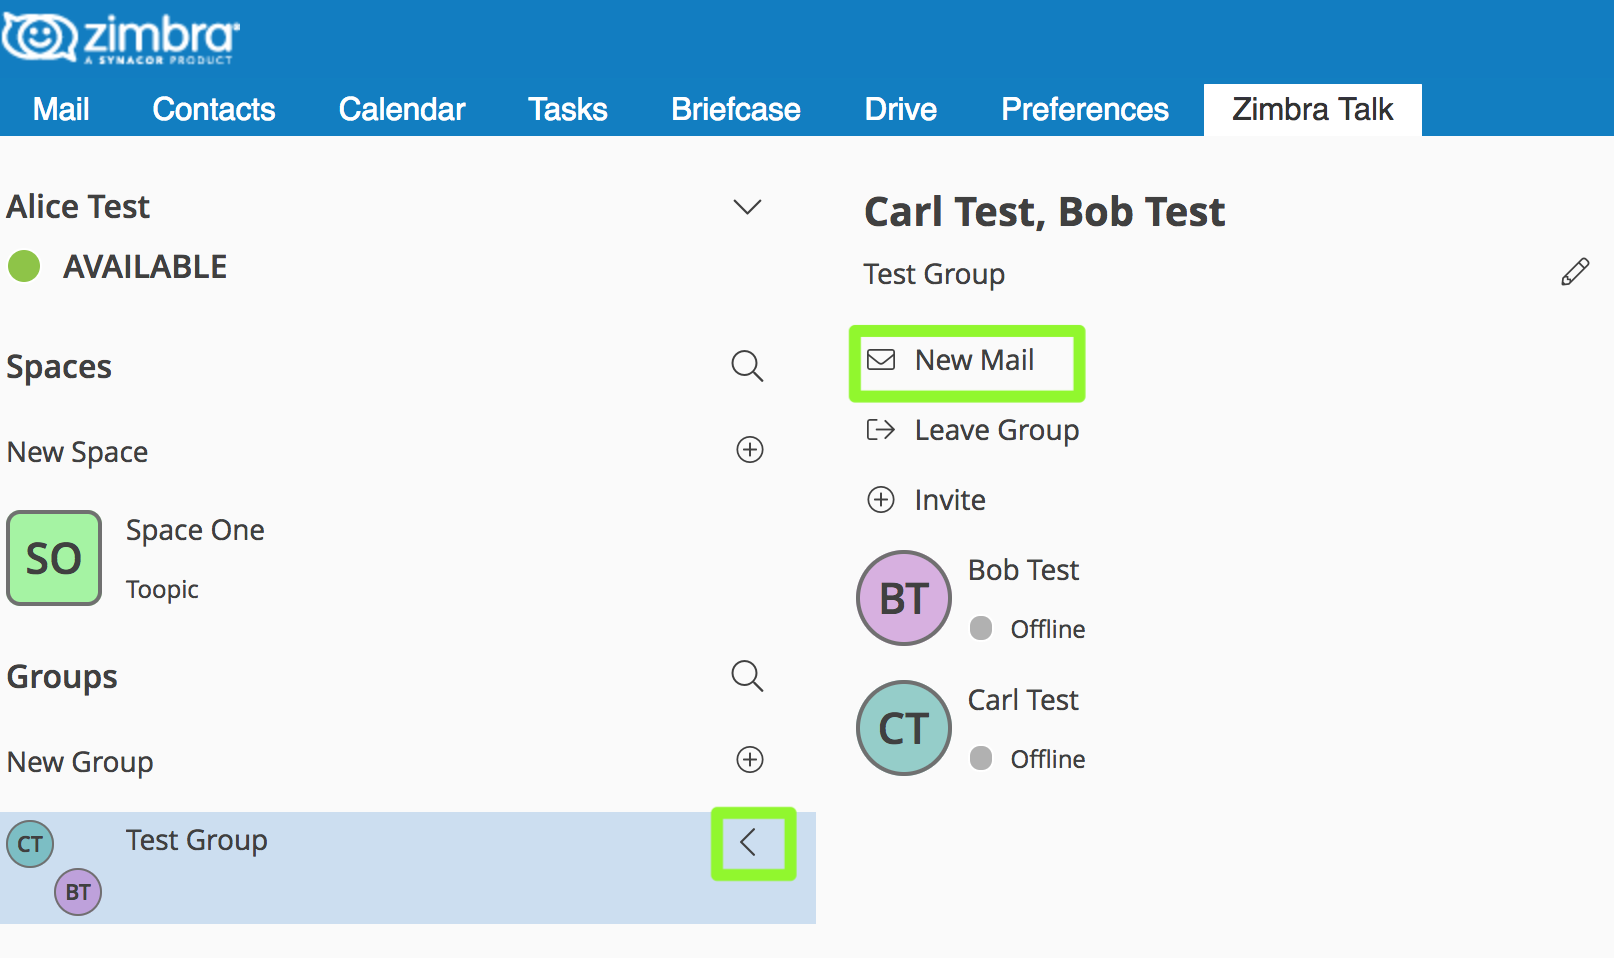 zimbra
A SYNACOR PRODUCT
Mail Contacts Calendar Tasks Briefcase Drive Preferences Zimbra Talk
Alice Test
AVAILABLE
Spaces
New Space
SO
Space One
Toopic
Groups
New Group
CT
BT
Test Group
Carl Test, Bob Test
Test Group
New Mail
Leave Group
Invite
BT
Bob Test
Offline
CT
Carl Test
Offline